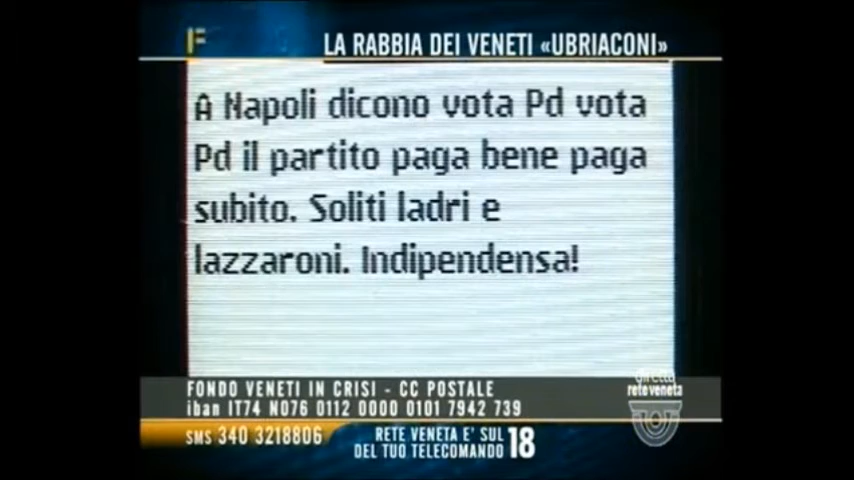 F
LA RABBIA DEI VENETI «UBRIACONI»
A Napoli dicono vota Pd vota
Pd il partito paga bene paga
subito. Soliti ladri e
lazzaroni. Indipendensa!
FONDO VENETI IN CRISI - CC POSTALE
iban IT74 N076 0112 0000 0101 7942 739
diretta
reteveneta
SMS 340 3218806
RETE VENETA E' SUL
DEL TUO TELECOMANDO 18